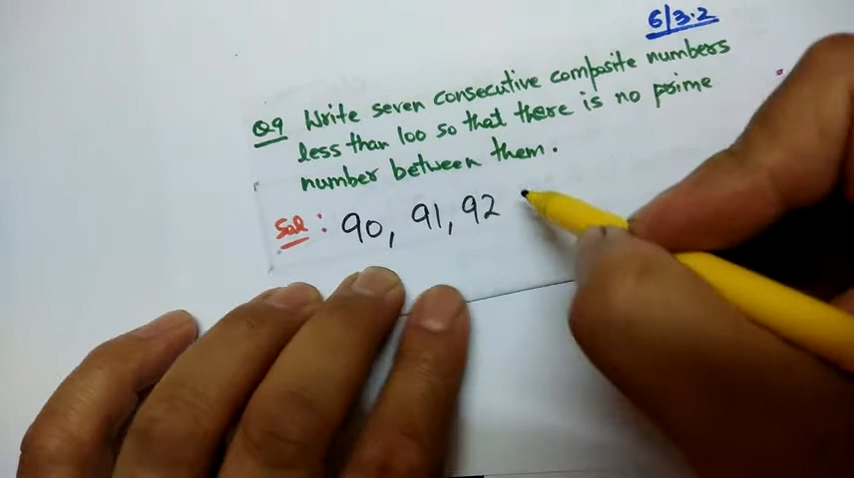 6/3.2
Q9 Write seven consecutive composite numbers
less than 100 so that there is no prime
number between them.
Sol: 90, 91, 92